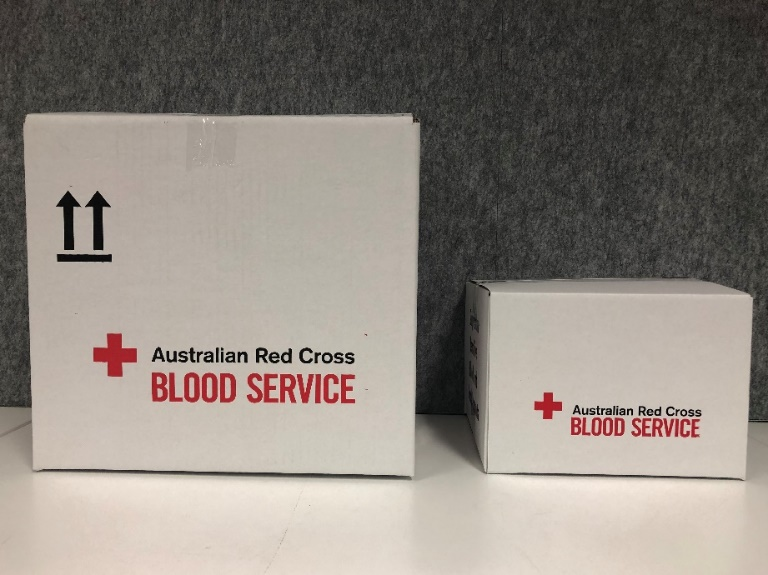 Australian Red Cross
BLOOD SERVICE
Australian Red Cross
BLOOD SERVICE